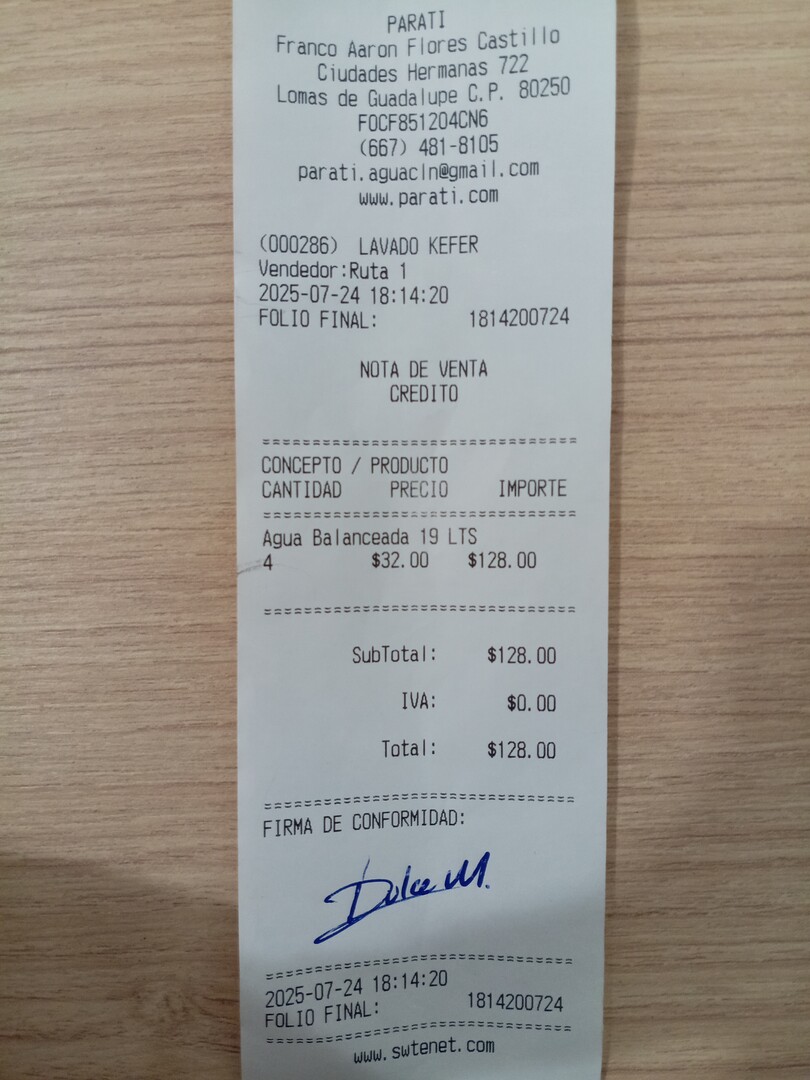 PARATI
Franco Aaron Flores Castillo
Ciudades Hermanas 722
Lomas de Guadalupe C.P. 80250
FOCF851204CN6
(667) 481-8105
parati.aguacln@gmail.com
www.parati.com
(000286) LAVADO KEFER
Vendedor:Ruta 1
2025-07-24 18:14:20
FOLIO FINAL: 1814200724
NOTA DE VENTA
CREDITO
================================
CONCEPTO / PRODUCTO
CANTIDAD PRECIO IMPORTE
================================
Agua Balanceada 19 LTS
4 $32.00 $128.00
================================
SubTotal: $128.00
IVA: $0.00
Total: $128.00
================================
FIRMA DE CONFORMIDAD:
Dulce M.
================================
2025-07-24 18:14:20
FOLIO FINAL: 1814200724
================================
www.swtenet.com